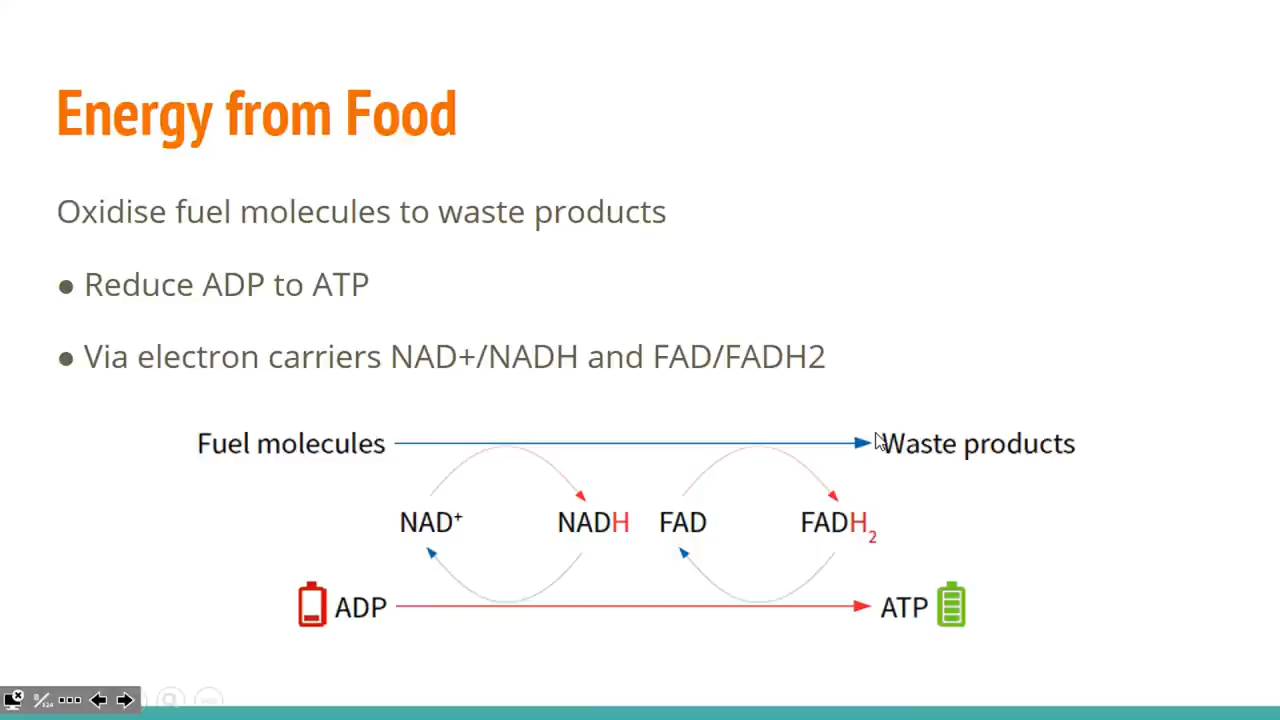 Energy from Food
Oxidise fuel molecules to waste products
● Reduce ADP to ATP
● Via electron carriers NAD+/NADH and FAD/FADH2
Fuel molecules Waste products
NAD⁺ NADH FAD FADH₂
ADP ATP